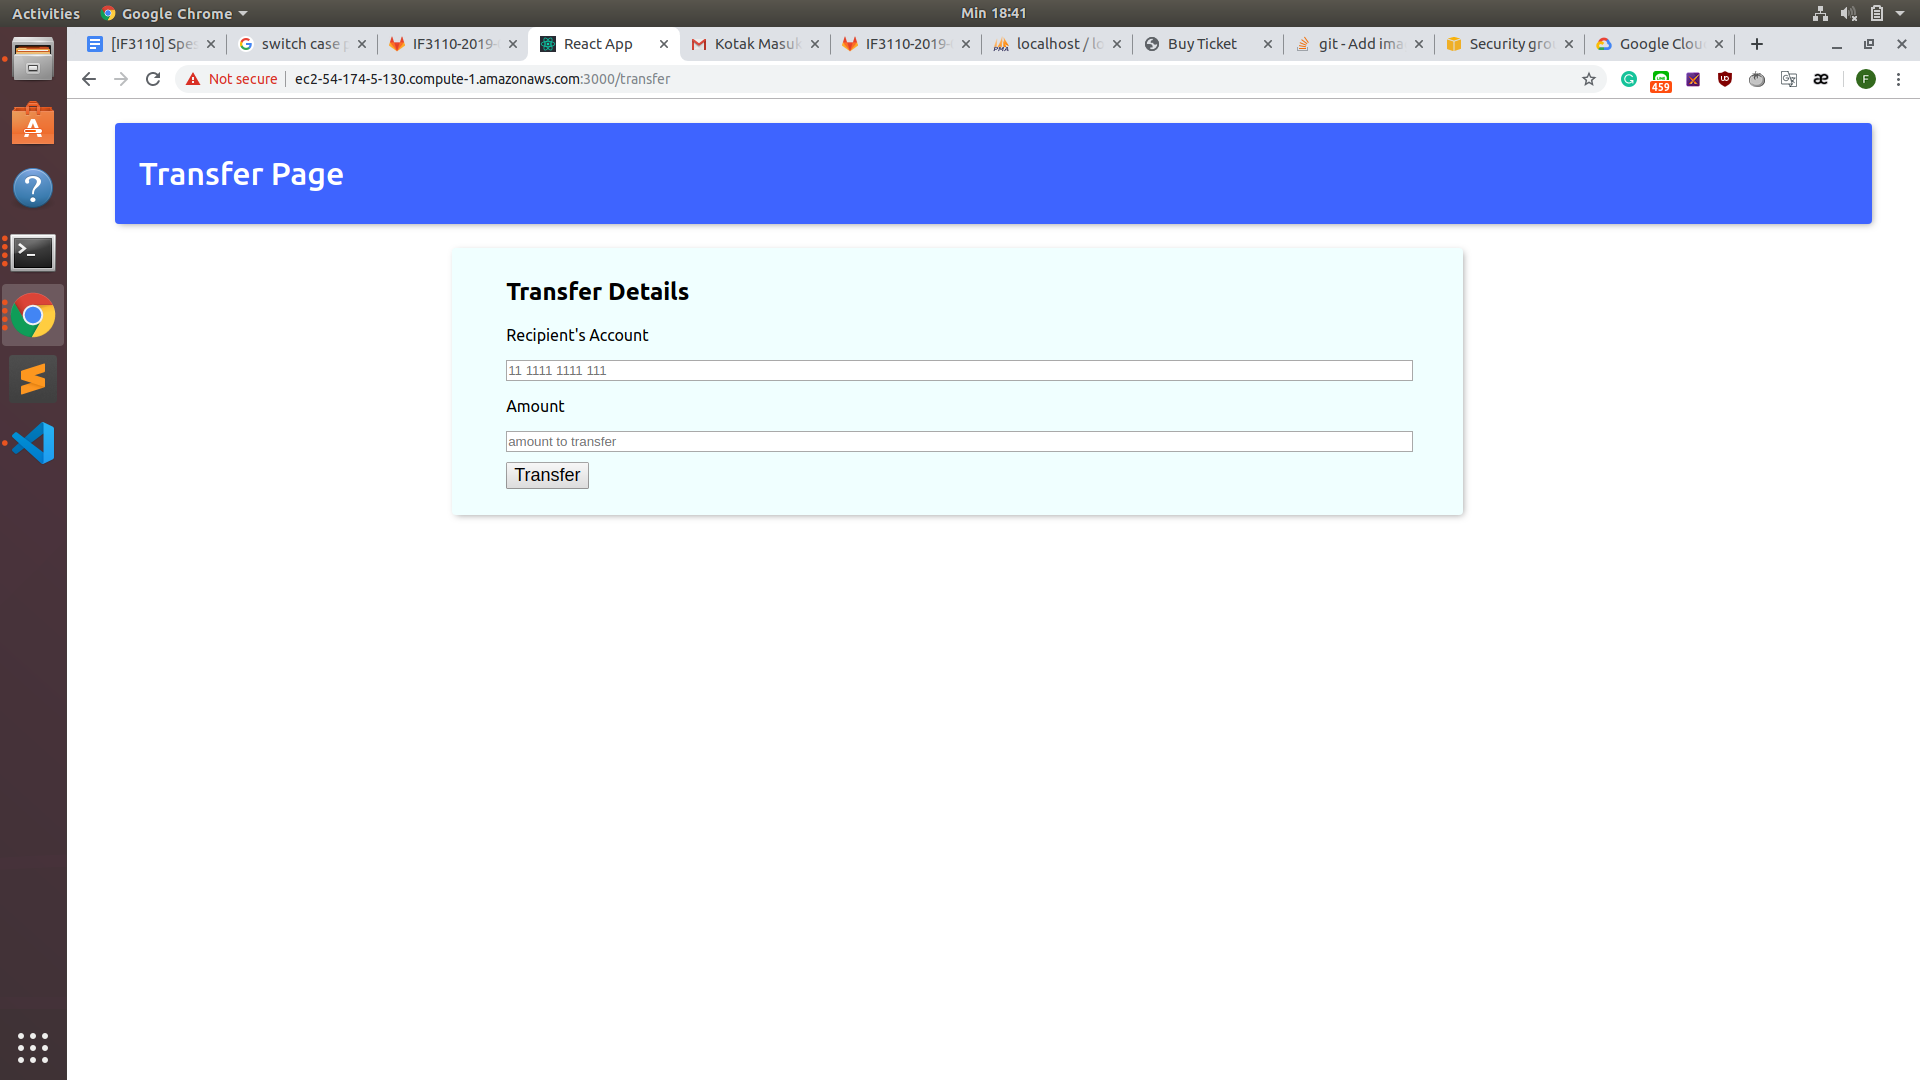 Activities Google Chrome Min 18:41
[IF3110] Spes switch case p IF3110-2019- React App Kotak Masuk IF3110-2019- localhost / lo Buy Ticket git - Add ima Security gro Google Clou
Not secure ec2-54-174-5-130.compute-1.amazonaws.com:3000/transfer 459 F
Transfer Page
Transfer Details
Recipient's Account
11 1111 1111 111
Amount
amount to transfer
Transfer